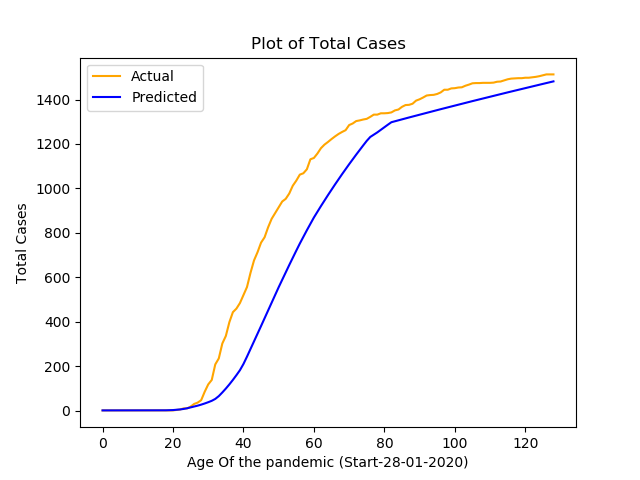 Plot of Total Cases
Actual
Predicted
1400
1200
1000
800
600
400
200
0
Total Cases
0 20 40 60 80 100 120
Age Of the pandemic (Start-28-01-2020)